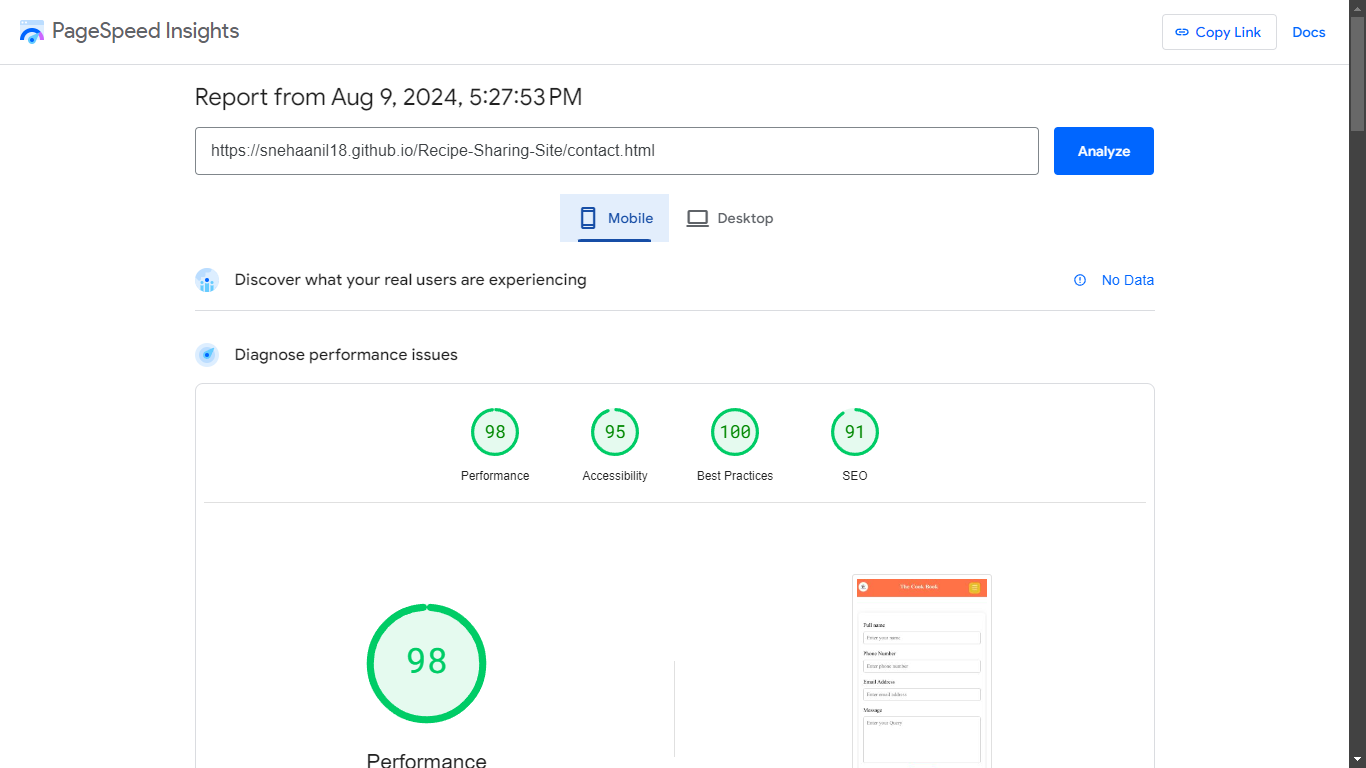 PageSpeed Insights
Copy Link
Docs
Report from Aug 9, 2024, 5:27:53 PM
https://snehaanil18.github.io/Recipe-Sharing-Site/contact.html
Analyze
Mobile
Desktop
Discover what your real users are experiencing
No Data
Diagnose performance issues
98
95
100
91
Performance
Accessibility
Best Practices
SEO
98
Performance
The Cook Book
Full name
Enter your name
Phone Number
Enter phone number
Email Address
Enter email address
Message
Enter your Query